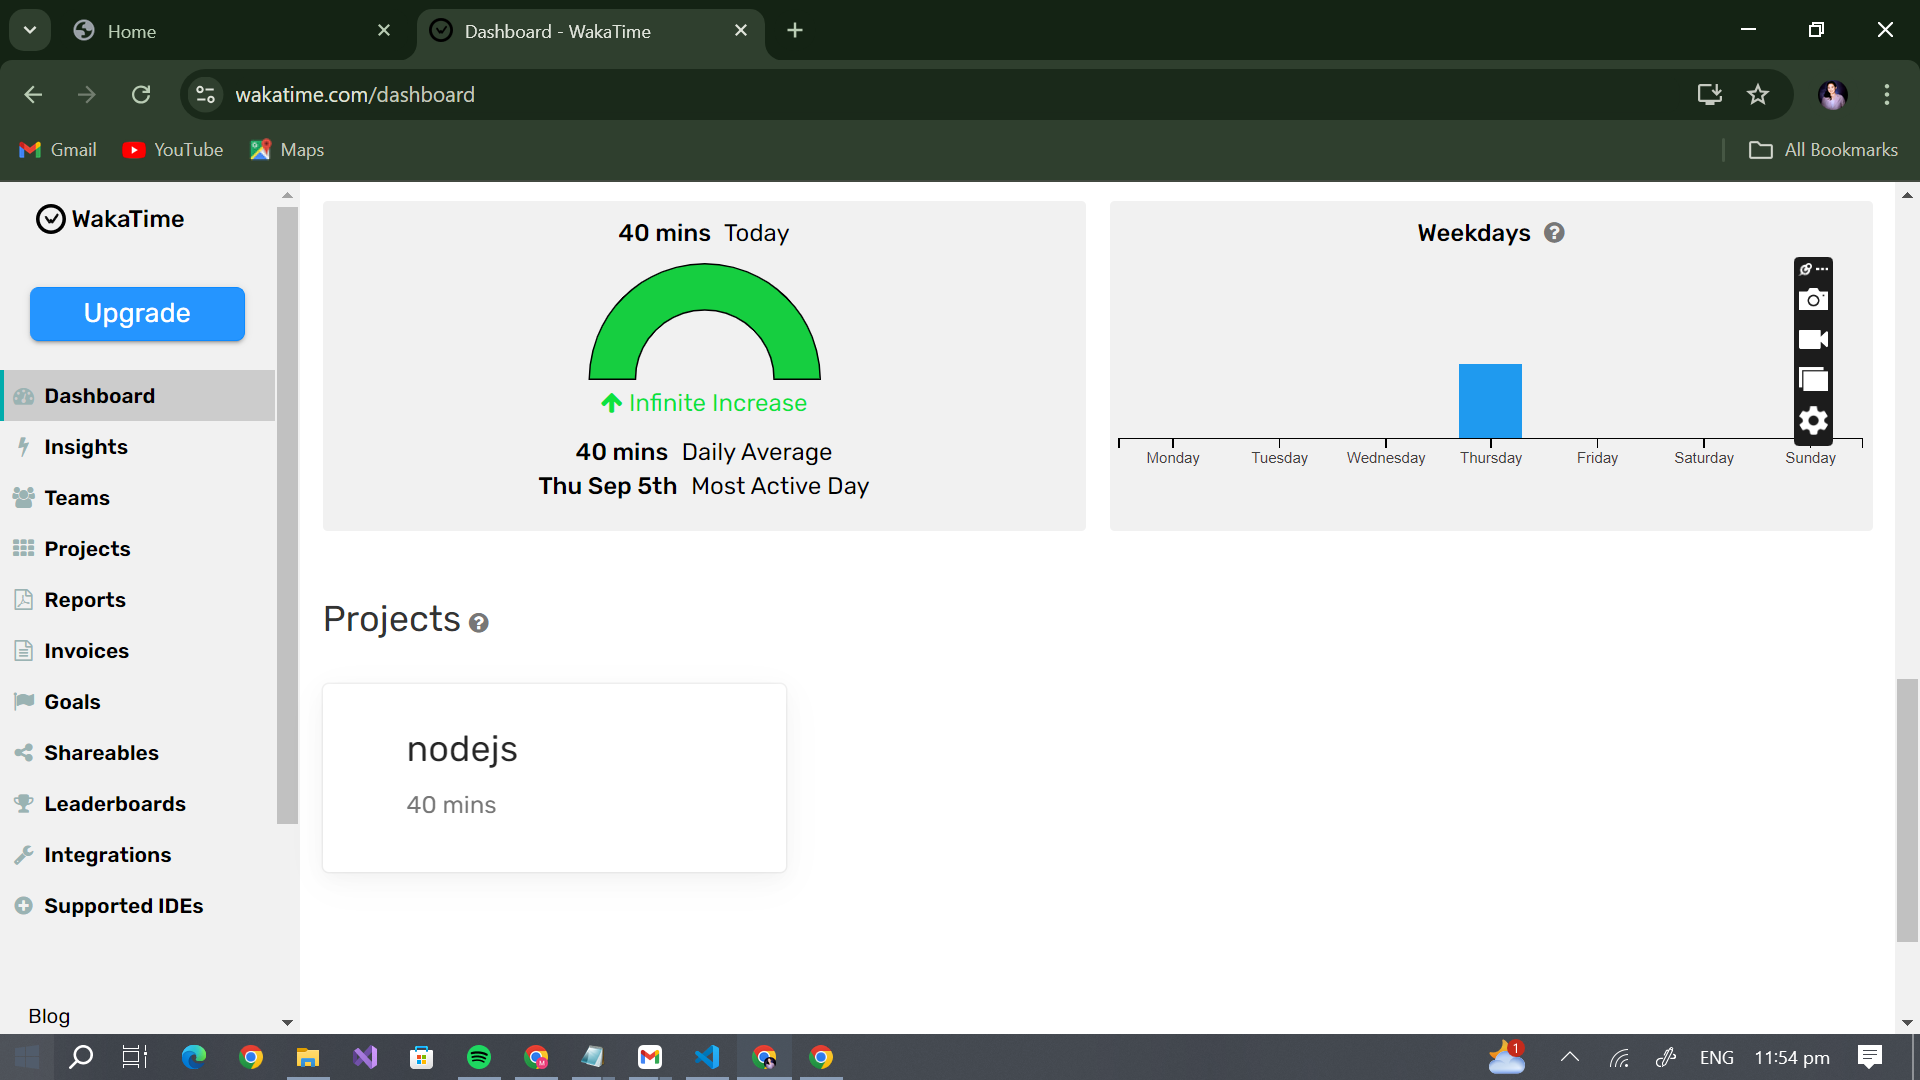 Home
Dashboard - WakaTime
wakatime.com/dashboard
Gmail
YouTube
Maps
All Bookmarks
WakaTime
Upgrade
Dashboard
Insights
Teams
Projects
Reports
Invoices
Goals
Shareables
Leaderboards
Integrations
Supported IDEs
Blog
40 mins Today
Infinite Increase
40 mins Daily Average
Thu Sep 5th Most Active Day
Weekdays
Monday Tuesday Wednesday Thursday Friday Saturday Sunday
Projects
nodejs
40 mins
1
ENG
11:54 pm